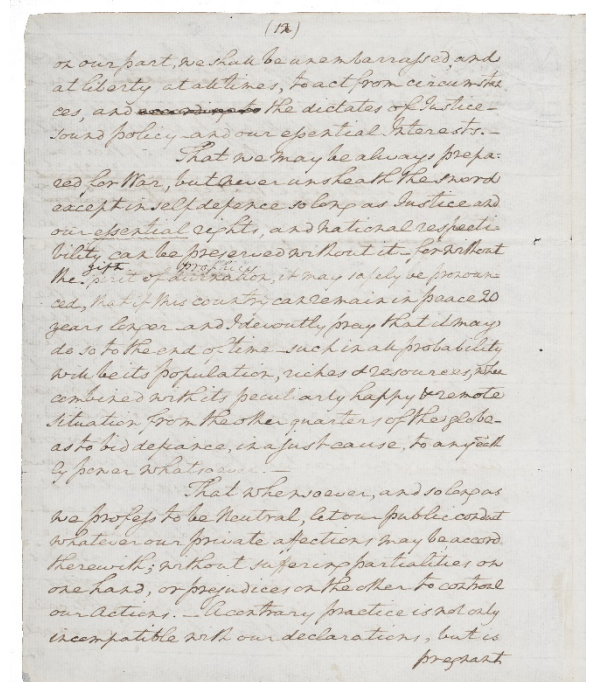 (12)
on our part, we shall be unembarrassed, and
at liberty at all times, to act from circumstan
ces, and according to the dictates of Justice-
sound policy-and our essential Interests.-
That we may be always prepa-
red for War, but never unsheath the sword
except in self defence so long as Justice and
our essential rights, and national respecti-
bility can be preserved without it-for without
gift prophecy
the spirit of divination, it may safely be pronoun-
ced, that if this country can remain in peace 20
years longer-and I devoutly pray that it may
do so to the end of time-such in all probability
will be its population, riches & resources, when
combined with its peculiarly happy & remote
situation from the other quarters of the globe-
as to bid defiance, in a just cause, to any earth
ly power whatsoever.-
That whensoever, and so long as
we profess to be Neutral, let our public conduct
whatever our private affections may be accord
therewith; without suffering partialities on
one hand, or prejudices on the other to control
our Actions.-A contrary practice is not only
incompatible with our declarations, but is
pregnant